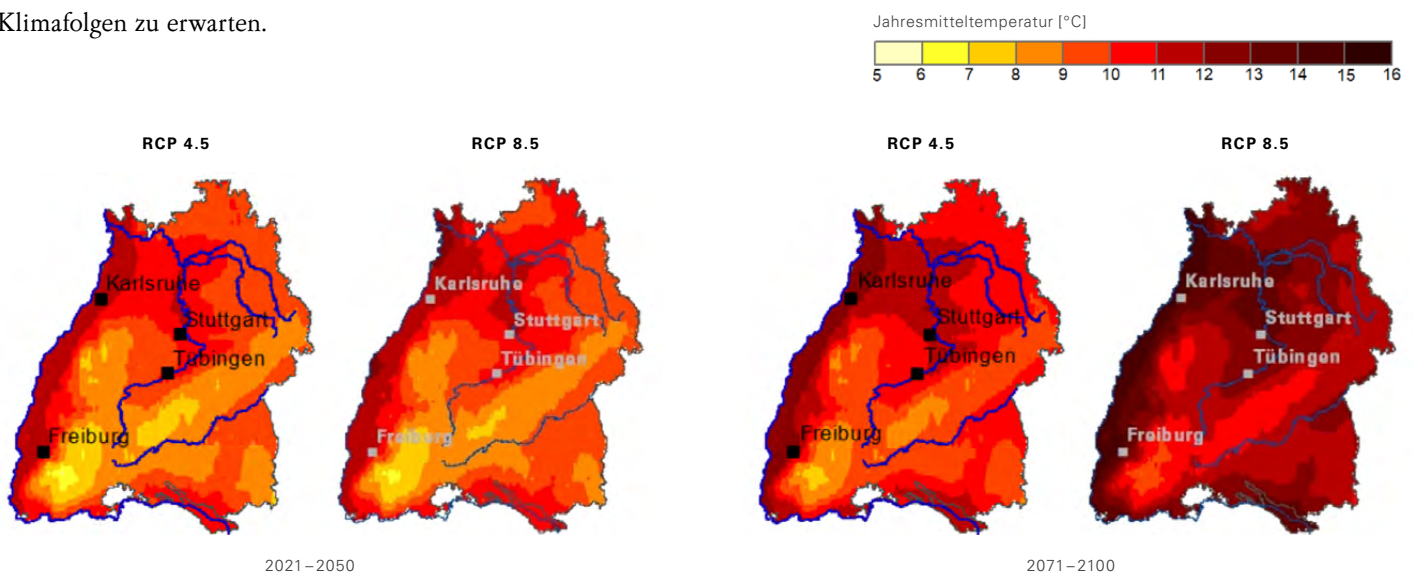 Klimafolgen zu erwarten.
Jahresmitteltemperatur [°C]
5 6 7 8 9 10 11 12 13 14 15 16
RCP 4.5
RCP 8.5
RCP 4.5
RCP 8.5
Karlsruhe
Stuttgart
Tübingen
Freiburg
Karlsruhe
Stuttgart
Tübingen
Freiburg
Karlsruhe
Stuttgart
Tübingen
Freiburg
Karlsruhe
Stuttgart
Tübingen
Freiburg
2021–2050
2071–2100